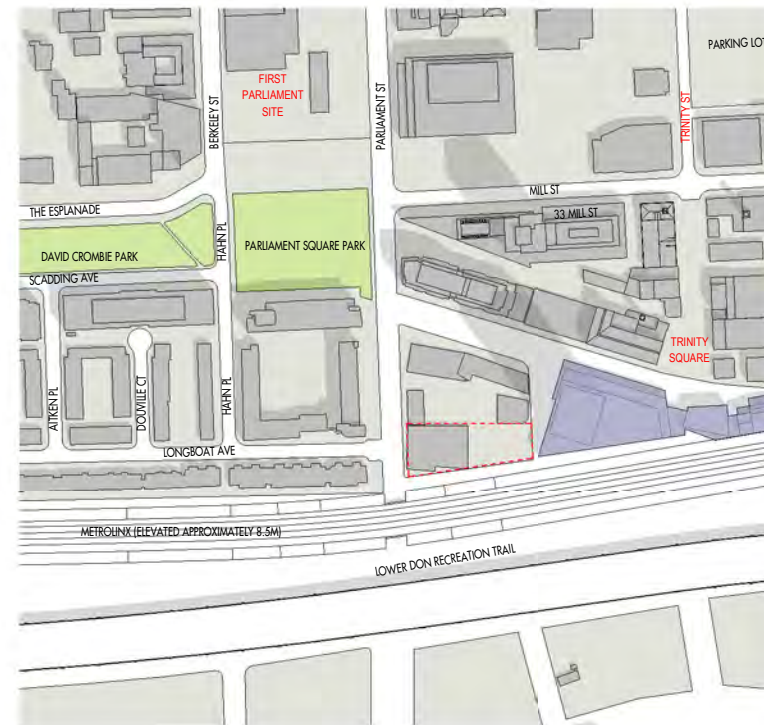 PARKING LOT
FIRST
PARLIAMENT
SITE
BERKELEY ST
PARLIAMENT ST
TRINITY ST
MILL ST
THE ESPLANADE
33 MILL ST
HAHN PL
DAVID CROMBIE PARK
PARLIAMENT SQUARE PARK
SCADDING AVE
TRINITY
SQUARE
AITKEN PL
DOUVILLE CT
HAHN PL
LONGBOAT AVE
METROLINX (ELEVATED APPROXIMATELY 8.5M)
LOWER DON RECREATION TRAIL